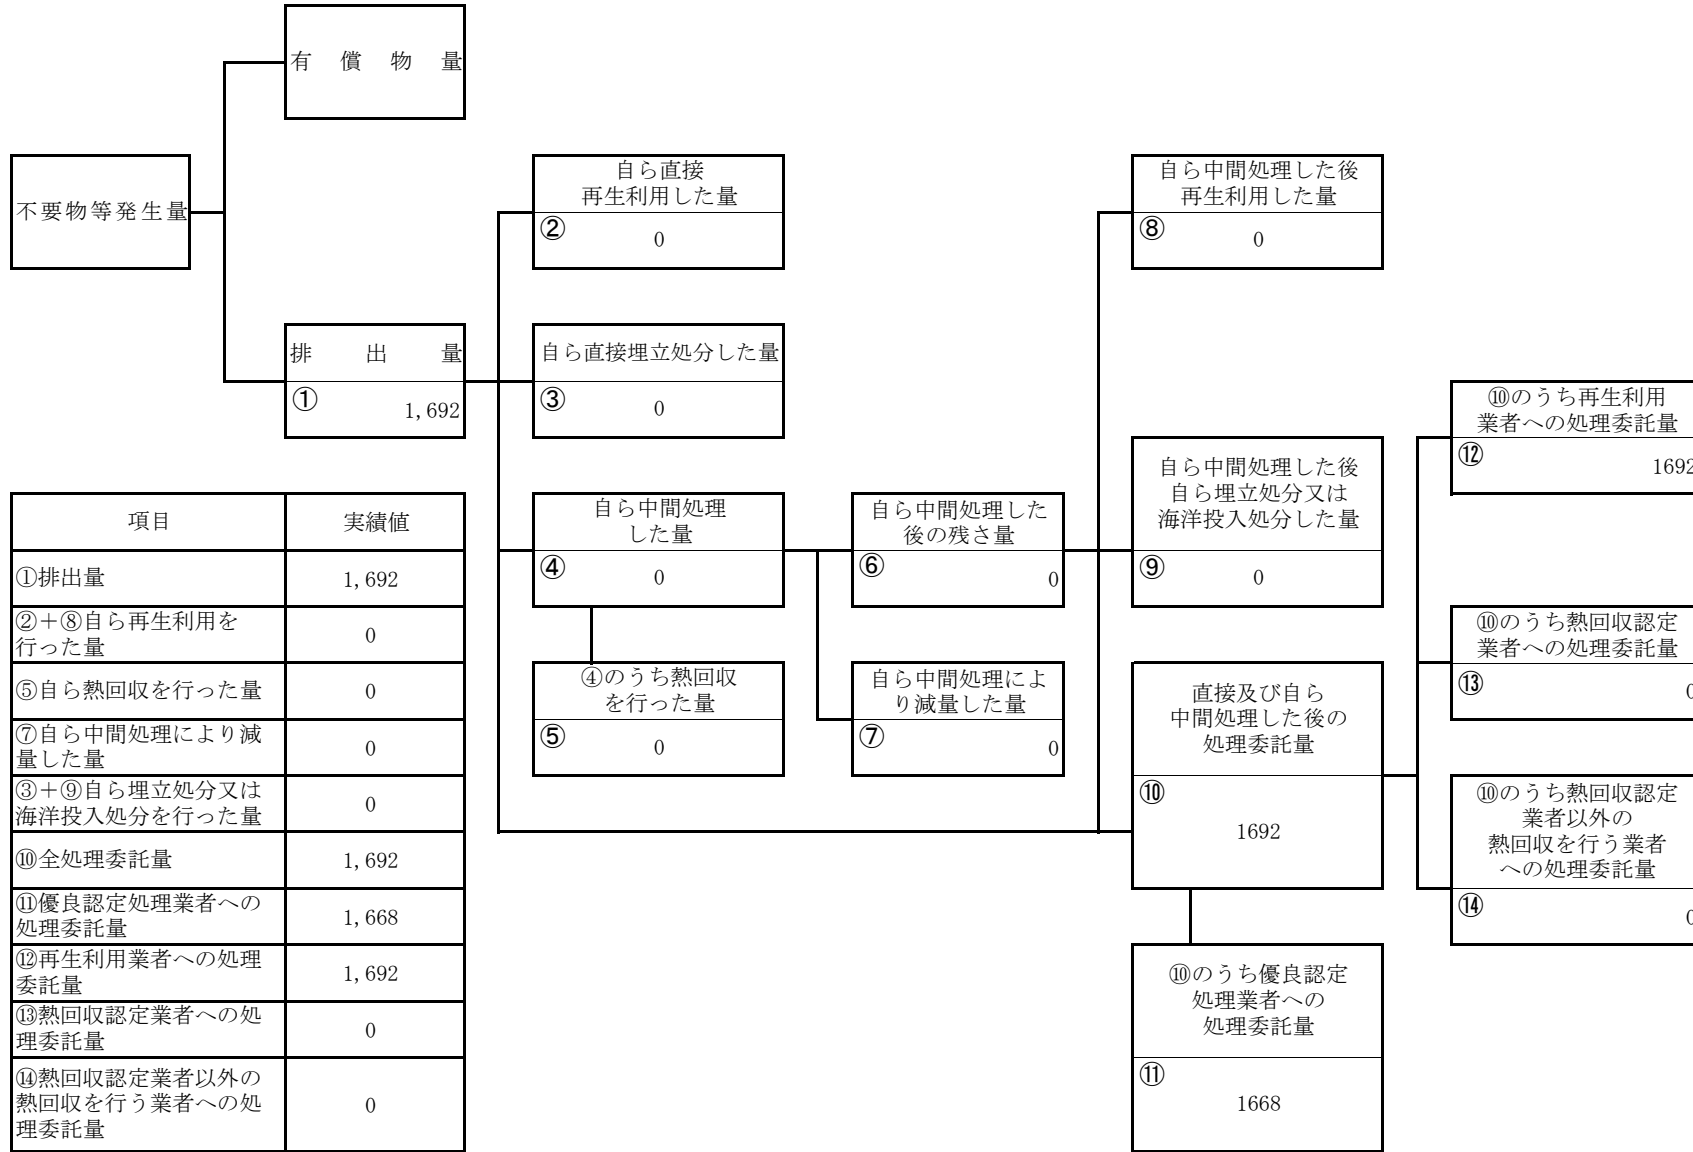 有償物量
不要物等発生量
排出量
①
1,692
自ら直接
再生利用した量
②
0
自ら直接埋立処分した量
③
0
自ら中間処理
した量
④
0
④のうち熱回収
を行った量
⑤
0
自ら中間処理した
後の残さ量
⑥
0
自ら中間処理によ
り減量した量
⑦
0
自ら中間処理した後
再生利用した量
⑧
0
自ら中間処理した後
自ら埋立処分又は
海洋投入処分した量
⑨
0
直接及び自ら
中間処理した後の
処理委託量
⑩
1692
⑩のうち優良認定
処理業者への
処理委託量
⑪
1668
⑩のうち再生利用
業者への処理委託量
⑫
1692
⑩のうち熱回収認定
業者への処理委託量
⑬
0
⑩のうち熱回収認定
業者以外の
熱回収を行う業者
への処理委託量
⑭
0
項目 実績値
①排出量 1,692
②+⑧自ら再生利用を
行った量 0
⑤自ら熱回収を行った量 0
⑦自ら中間処理により減
量した量 0
③+⑨自ら埋立処分又は
海洋投入処分を行った量 0
⑩全処理委託量 1,692
⑪優良認定処理業者への
処理委託量 1,668
⑫再生利用業者への処理
委託量 1,692
⑬熱回収認定業者への処
理委託量 0
⑭熱回収認定業者以外の
熱回収を行う業者への処
理委託量 0